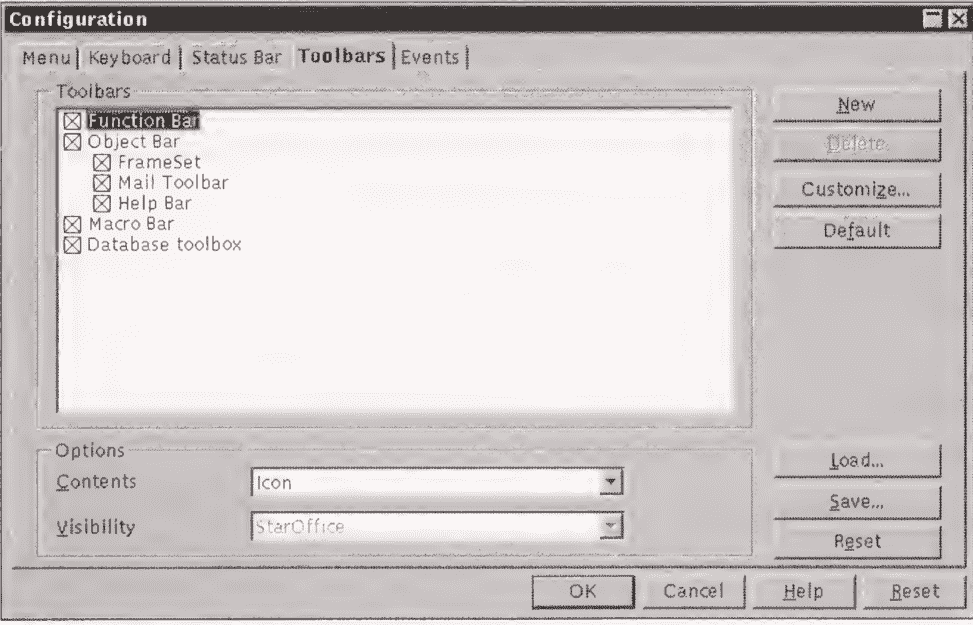 Configuration
Menu Keyboard Status Bar Toolbars Events
Toolbars
Function Bar
Object Bar
FrameSet
Mail Toolbar
Help Bar
Macro Bar
Database toolbox
New
Delete
Customize...
Default
Options
Contents Icon
Visibility StarOffice
Load...
Save...
Reset
OK Cancel Help Reset